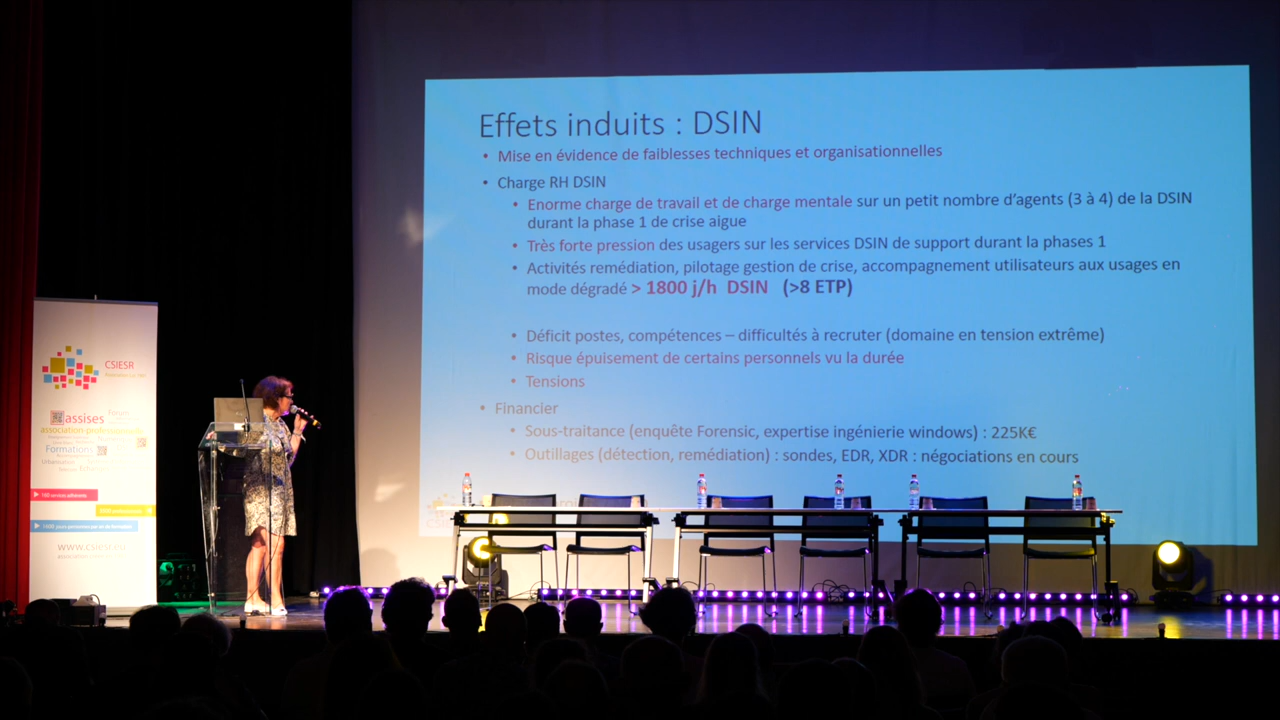 Effets induits : DSIN
• Mise en évidence de faiblesses techniques et organisationnelles
• Charge RH DSIN
• Enorme charge de travail et de charge mentale sur un petit nombre d'agents (3 à 4) de la DSIN
durant la phase 1 de crise aigue
• Très forte pression des usagers sur les services DSIN de support durant la phases 1
• Activités remédiation, pilotage gestion de crise, accompagnement utilisateurs aux usages en
mode dégradé > 1800 j/h DSIN (>8 ETP)
• Déficit postes, compétences – difficultés à recruter (domaine en tension extrême)
• Risque épuisement de certains personnels vu la durée
• Tensions
• Financier
• Sous-traitance (enquête Forensic, expertise ingénierie windows) : 225K€
• Outillages (détection, remédiation) : sondes, EDR, XDR : négociations en cours
CSIESR
assises
association-professionnelle
Formations
www.csiesr.eu